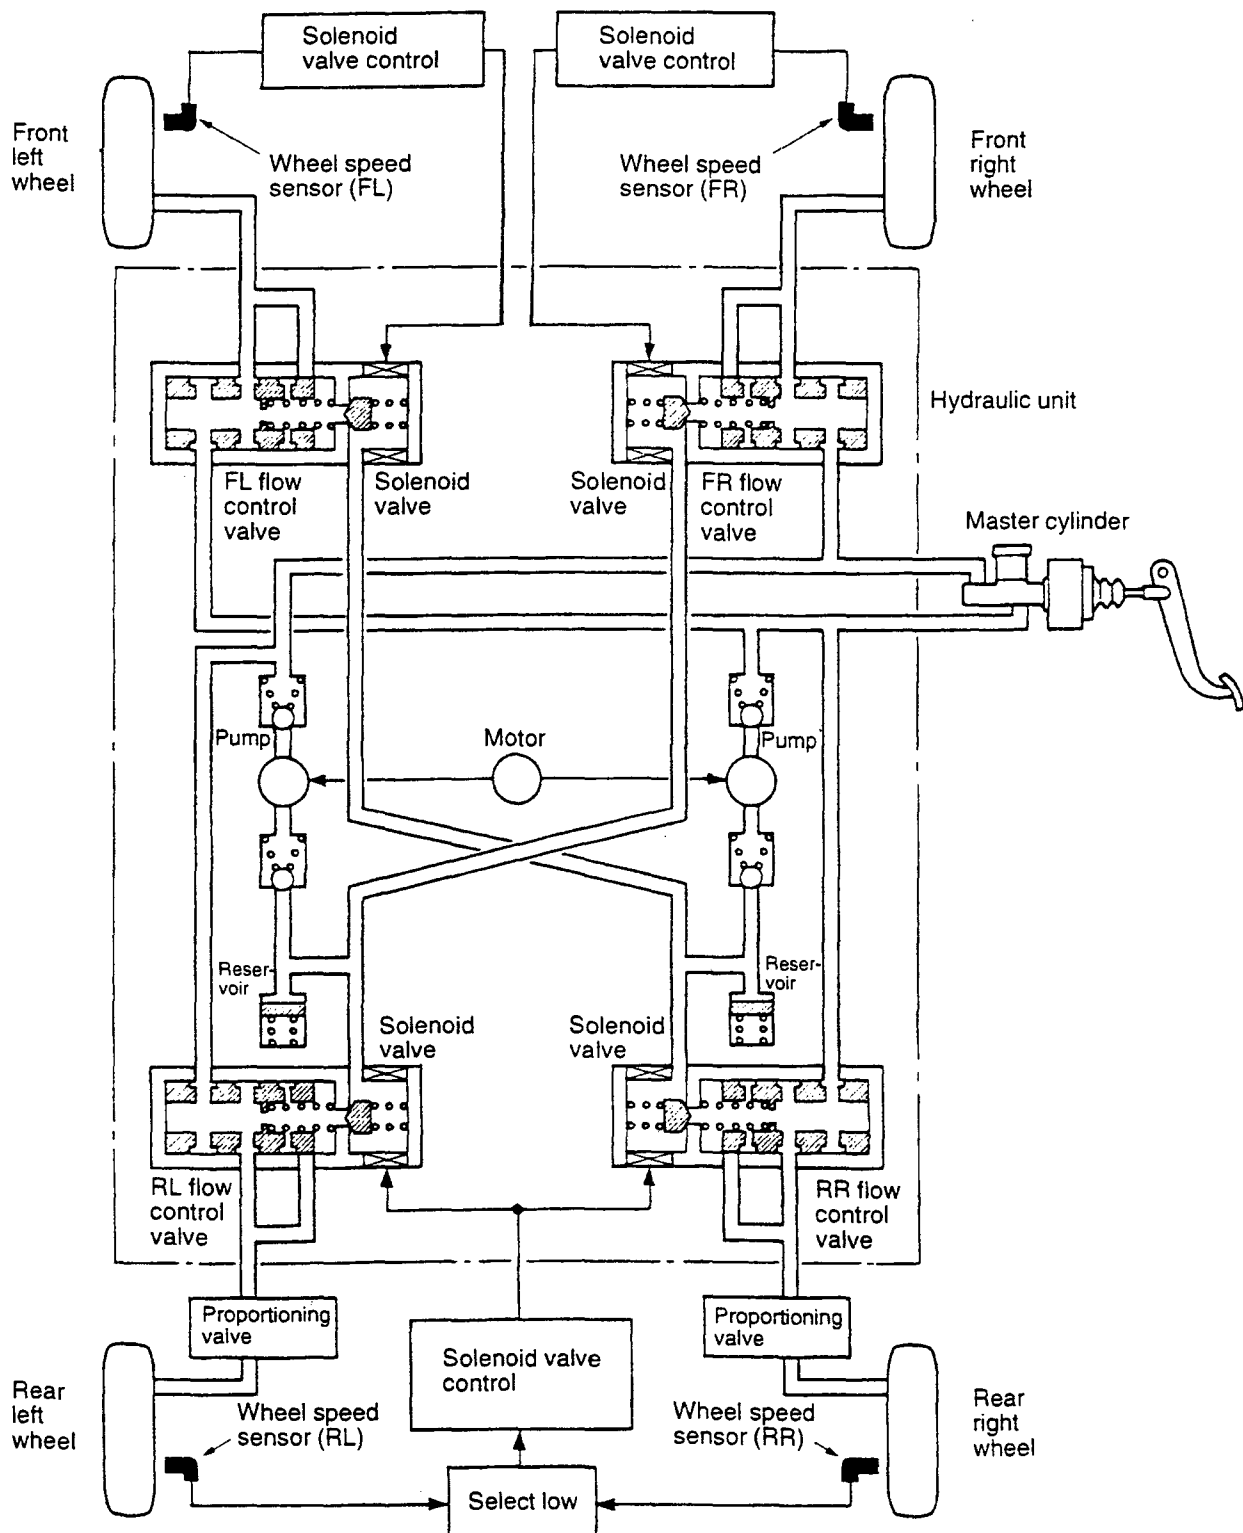 Solenoid
valve control
Solenoid
valve control
Front
left
wheel
Wheel speed
sensor (FL)
Wheel speed
sensor (FR)
Front
right
wheel
Hydraulic unit
FL flow
control
valve
Solenoid
valve
Solenoid
valve
FR flow
control
valve
Master cylinder
Pump
Motor
Pump
Reser-
voir
Reser-
voir
Solenoid
valve
Solenoid
valve
RL flow
control
valve
RR flow
control
valve
Proportioning
valve
Solenoid valve
control
Proportioning
valve
Rear
left
wheel
Wheel speed
sensor (RL)
Wheel speed
sensor (RR)
Rear
right
wheel
Select low